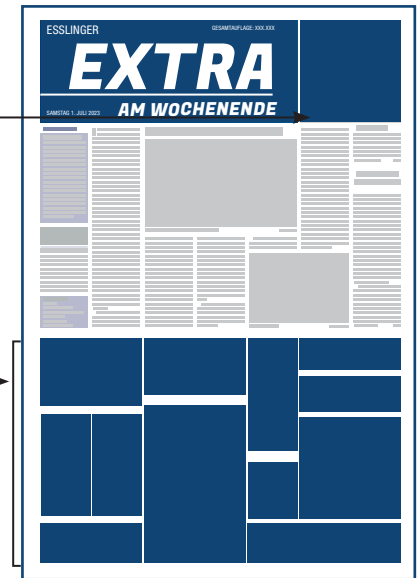 ESSLINGER
GESAMTAUFLAGE: XXX.XXX
EXTRA
SAMSTAG 1. JULI 2023
AM WOCHENENDE